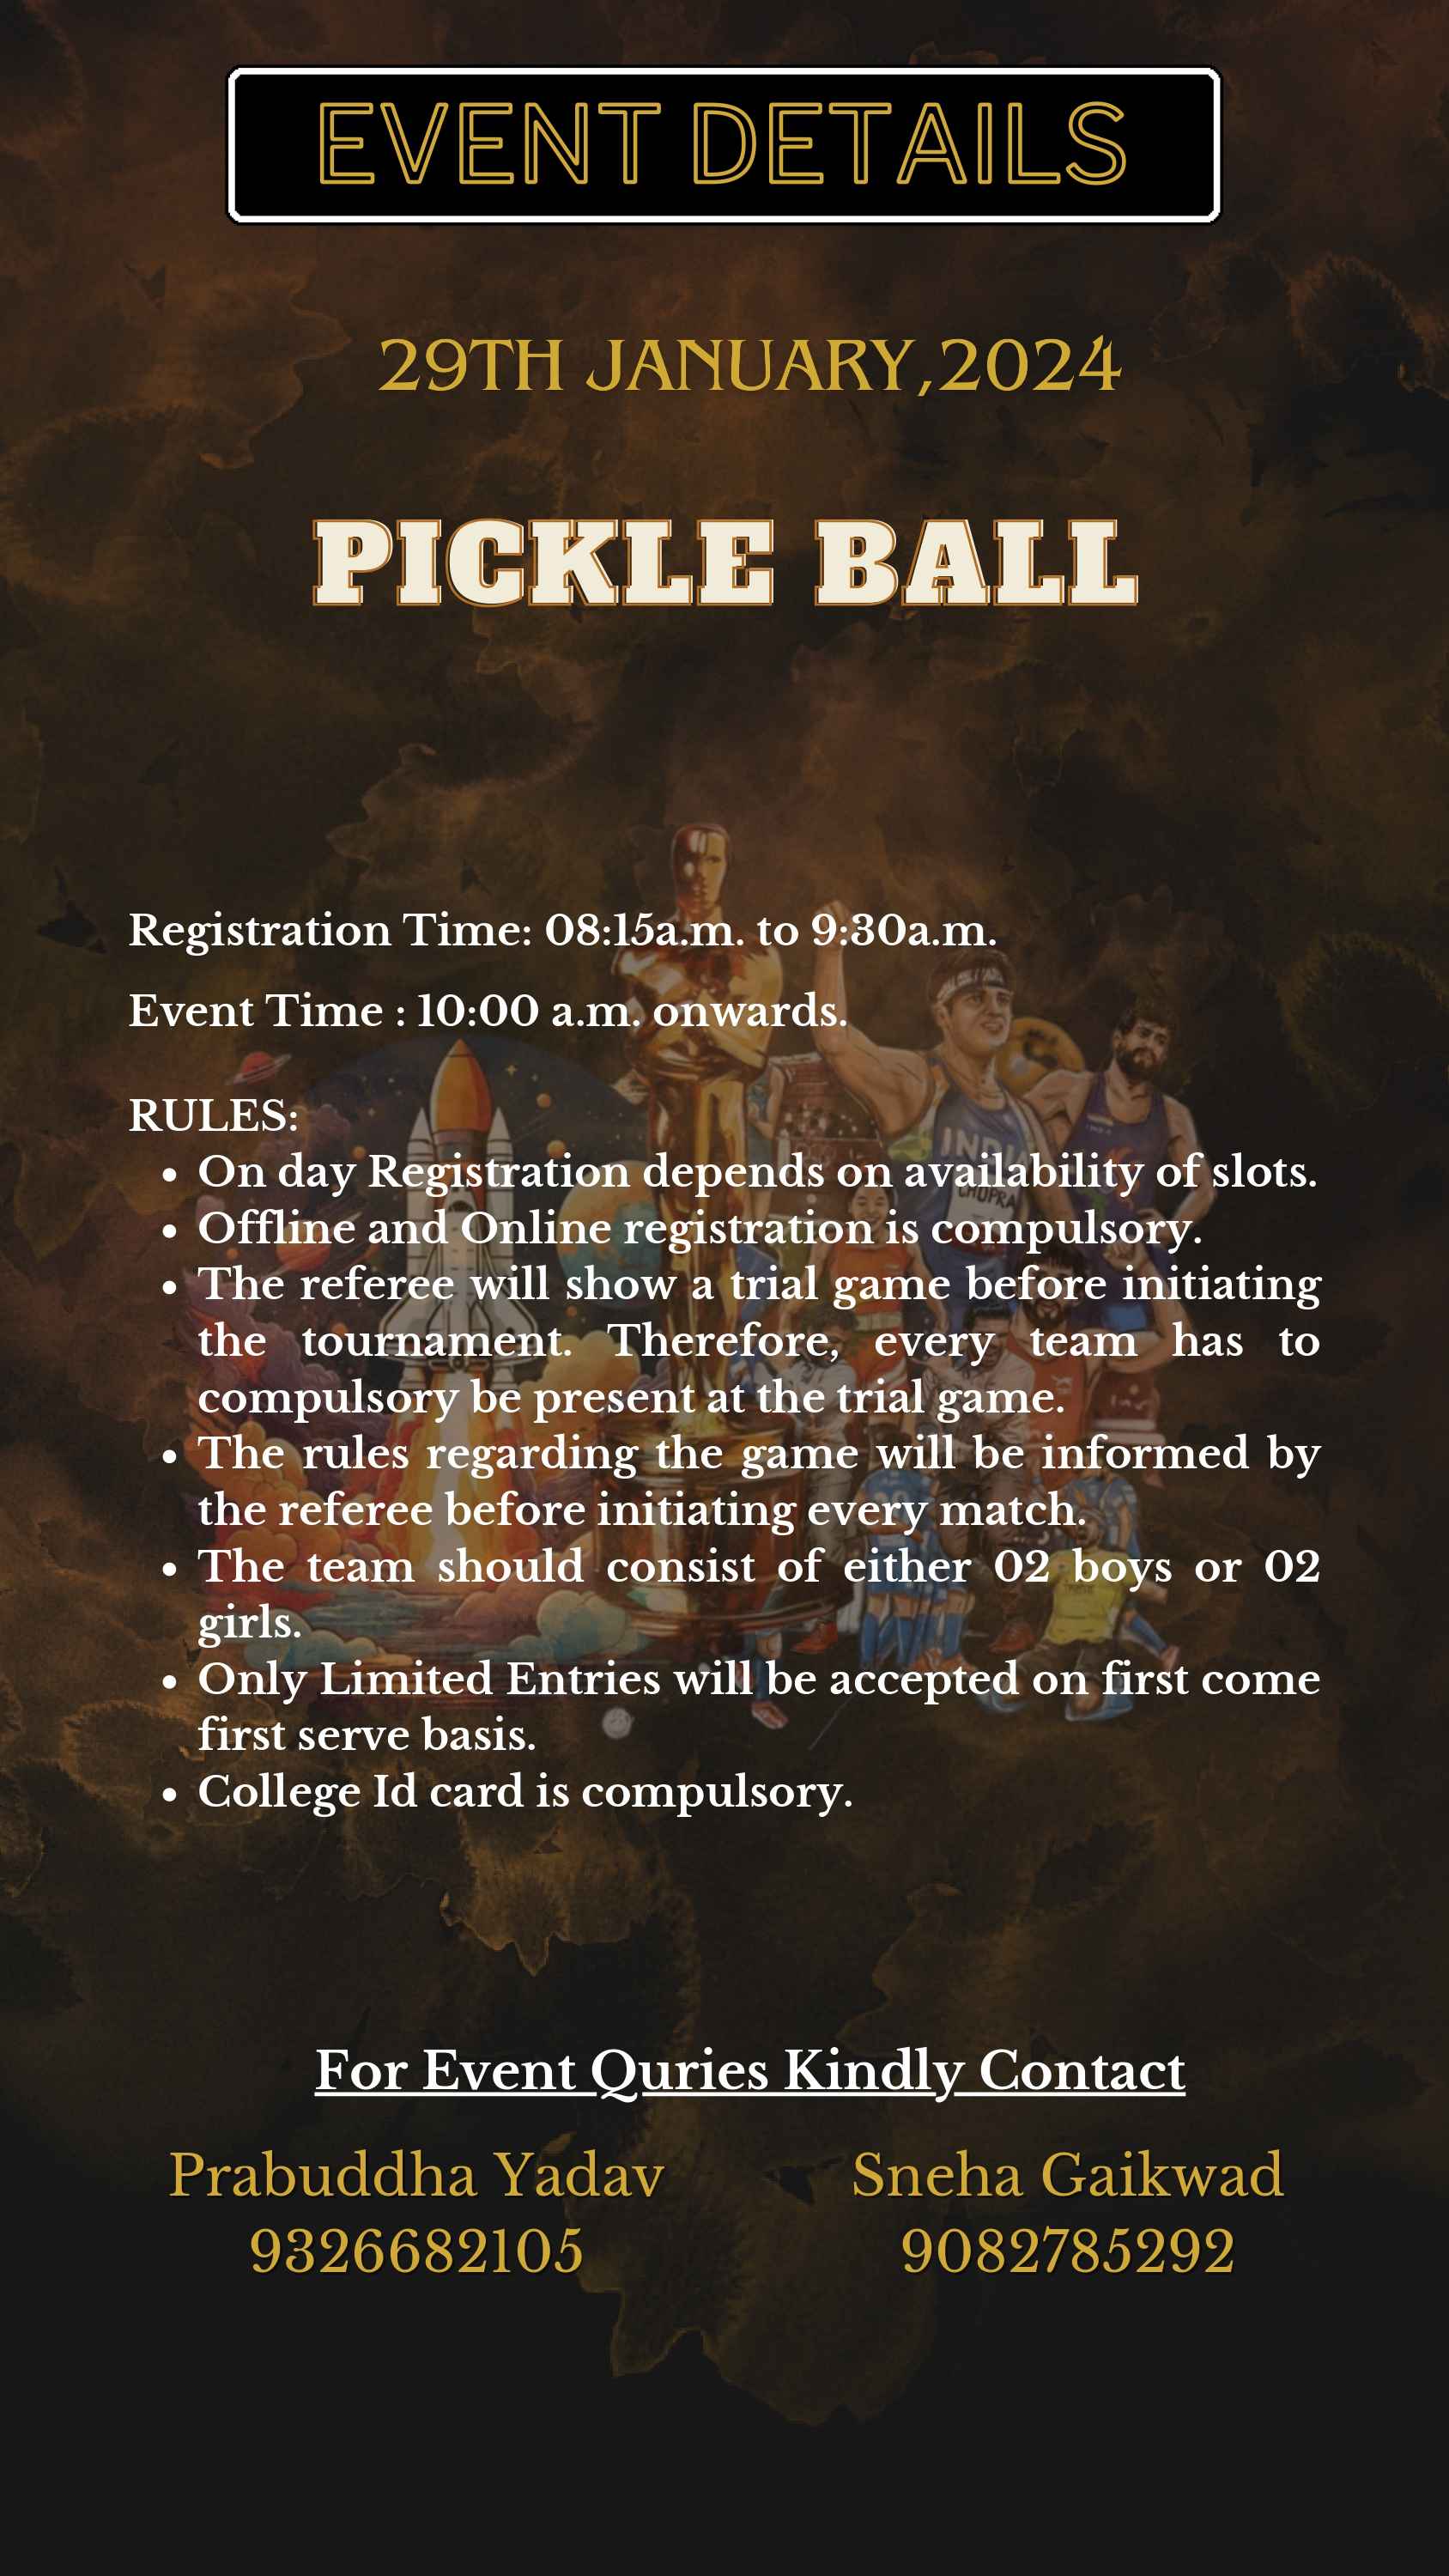 EVENT DETAILS
29TH JANUARY,2024
PICKLE BALL
Registration Time: 08:15a.m. to 9:30a.m.
Event Time : 10:00 a.m. onwards.
RULES:
• On day Registration depends on availability of slots.
• Offline and Online registration is compulsory.
• The referee will show a trial game before initiating
the tournament. Therefore, every team has to
compulsory be present at the trial game.
• The rules regarding the game will be informed by
the referee before initiating every match.
• The team should consist of either 02 boys or 02
girls.
• Only Limited Entries will be accepted on first come
first serve basis.
• College Id card is compulsory.
INDIA
CHOPRA
For Event Quries Kindly Contact
Prabuddha Yadav
9326682105
Sneha Gaikwad
9082785292